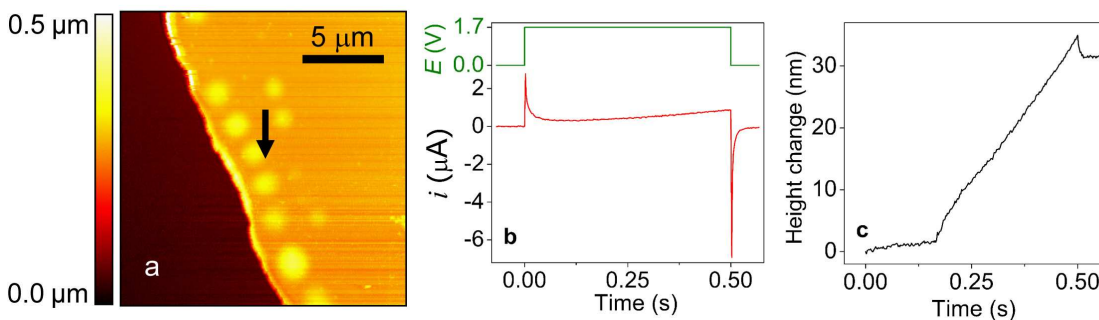 0.5 μm
0.0 μm
5 μm
a
E (V)
1.7
0.0
i (μA)
2
0
-2
-4
-6
b
0.00
0.25
0.50
Time (s)
Height change (nm)
30
20
10
0
c
0.00
0.25
0.50
Time (s)